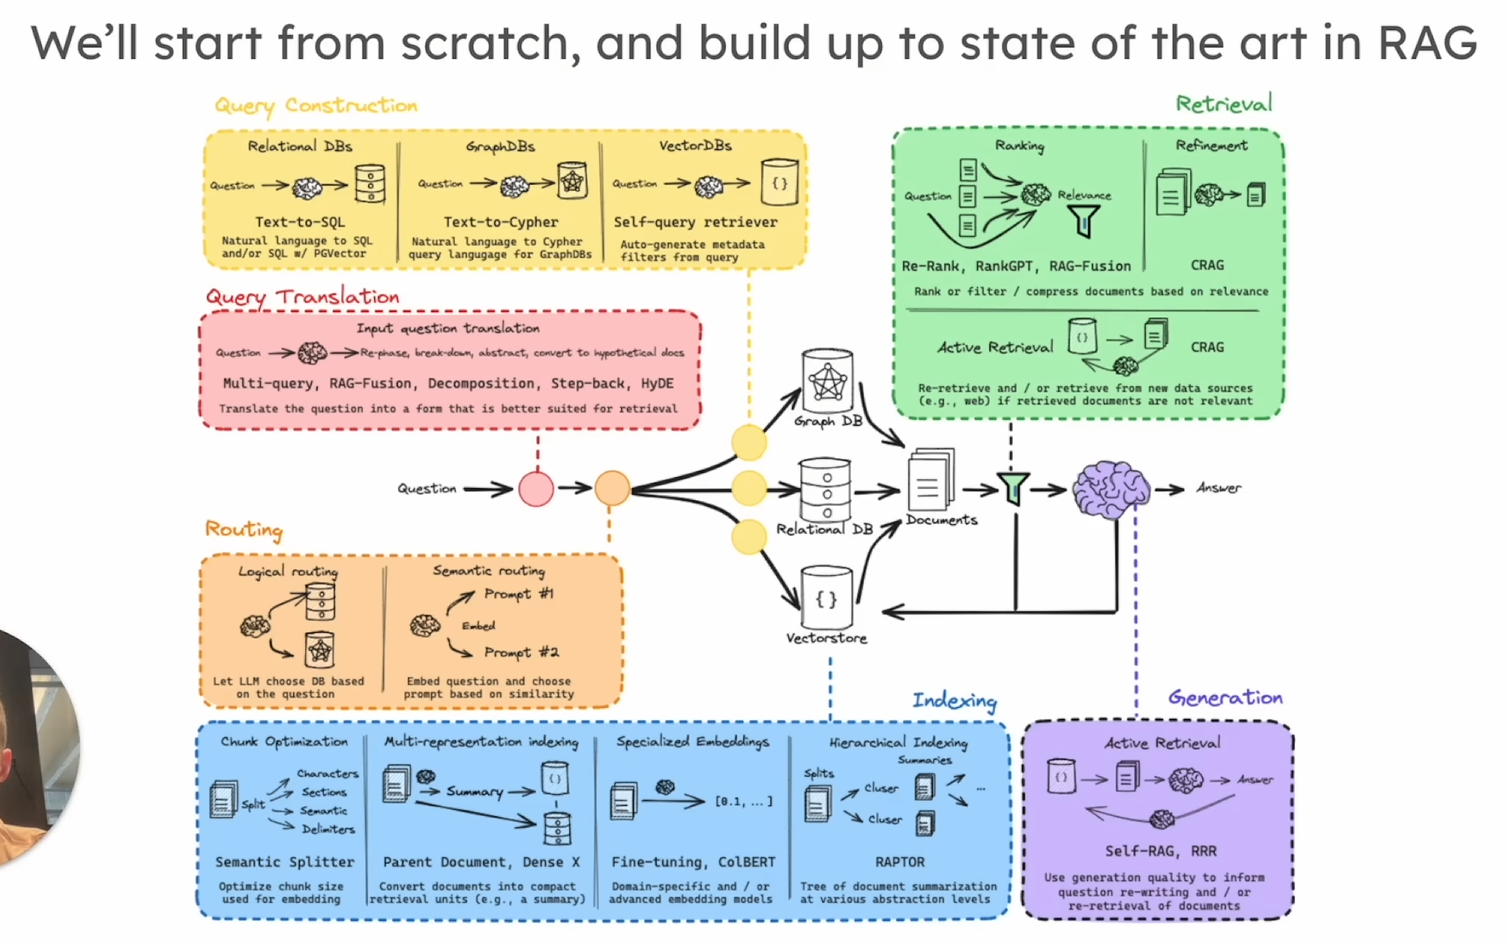 We'll start from scratch, and build up to state of the art in RAG
Query Construction
Relational DBs
Question
Text-to-SQL
Natural language to SQL
and/or SQL w/ PGVector
GraphDBs
Question
Text-to-Cypher
Natural language to Cypher
query langugage for GraphDBs
VectorDBs
Question
{}
Self-query retriever
Auto-generate metadata
filters from query
Retrieval
Ranking
Question
Relevance
Re-Rank, RankGPT, RAG-Fusion
Refinement
CRAG
Rank or filter / compress documents based on relevance
Active Retrieval
{}
CRAG
Re-retrieve and / or retrieve from new data sources
(e.g., web) if retrieved documents are not relevant
Query Translation
Input question translation
Question
Re-phase, break-down, abstract, convert to hypothetical docs
Multi-query, RAG-Fusion, Decomposition, Step-back, HyDE
Translate the question into a form that is better suited for retrieval
Question
Graph DB
Relational DB
{}
Vectorstore
Documents
Answer
Routing
Logical routing
Let LLM choose DB based
on the question
Semantic routing
Prompt #1
Embed
Prompt #2
Embed question and choose
prompt based on similarity
Indexing
Chunk Optimization
Split
Characters
Sections
Semantic
Delimiters
Semantic Splitter
Optimize chunk size
used for embedding
Multi-representation indexing
Summary
{}
Parent Document, Dense X
Convert documents into compact
retrieval units (e.g., a summary)
Specialized Embeddings
[0.1, ...]
Fine-tuning, ColBERT
Domain-specific and / or
advanced embedding models
Hierarchical Indexing
Splits
Summaries
Cluser
Cluser
...
RAPTOR
Tree of document summarization
at various abstraction levels
Generation
Active Retrieval
{}
Answer
Self-RAG, RRR
Use generation quality to inform
question re-writing and / or
re-retrieval of documents